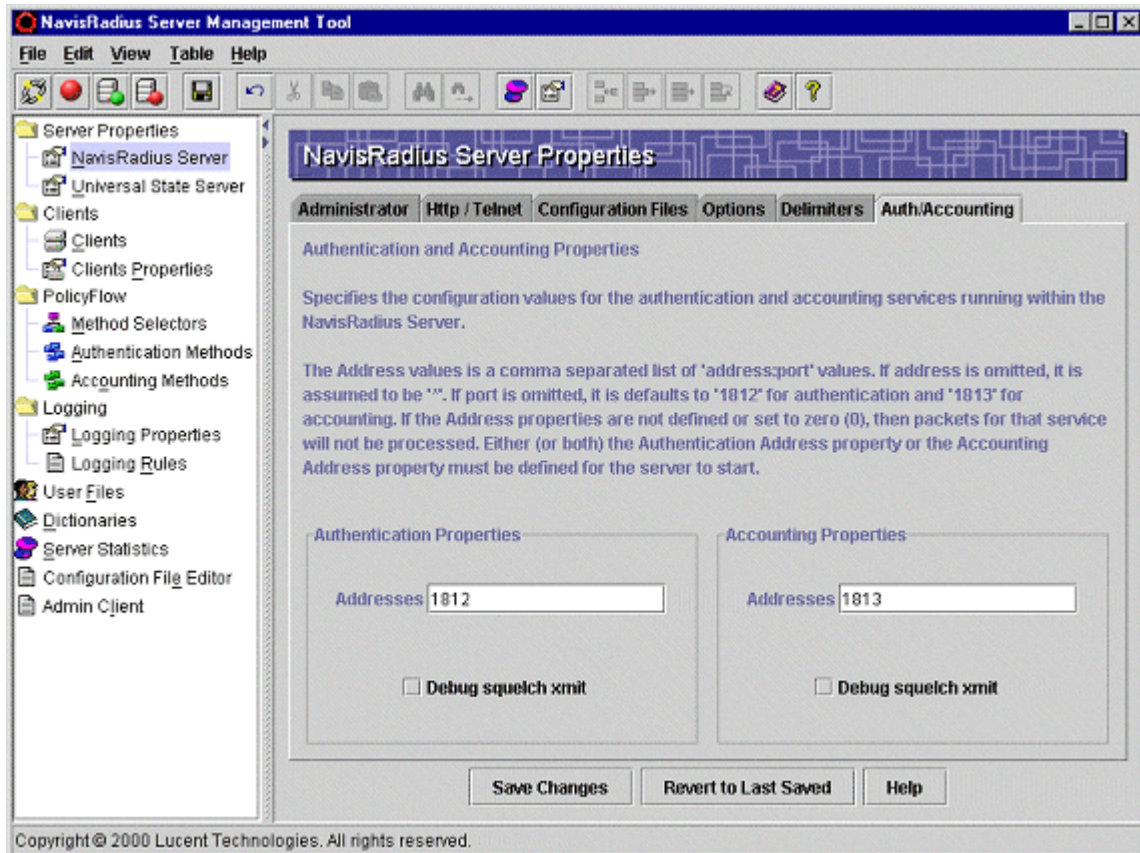 NavisRadius Server Management Tool
File Edit View Table Help
Server Properties
NavisRadius Server
Universal State Server
Clients
Clients
Clients Properties
PolicyFlow
Method Selectors
Authentication Methods
Accounting Methods
Logging
Logging Properties
Logging Rules
User Files
Dictionaries
Server Statistics
Configuration File Editor
Admin Client
NavisRadius Server Properties
Administrator Http / Telnet Configuration Files Options Delimiters Auth/Accounting
Authentication and Accounting Properties
Specifies the configuration values for the authentication and accounting services running within the
NavisRadius Server.
The Address values is a comma separated list of 'address:port' values. If address is omitted, it is
assumed to be '*'. If port is omitted, it is defaults to '1812' for authentication and '1813' for
accounting. If the Address properties are not defined or set to zero (0), then packets for that service
will not be processed. Either (or both) the Authentication Address property or the Accounting
Address property must be defined for the server to start.
Authentication Properties
Addresses 1812
Debug squelch xmit
Accounting Properties
Addresses 1813
Debug squelch xmit
Save Changes Revert to Last Saved Help
Copyright © 2000 Lucent Technologies. All rights reserved.